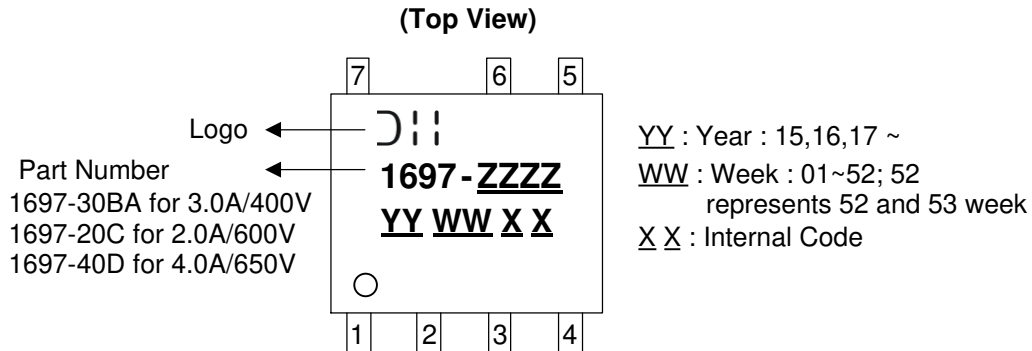 (Top View)
7 6 5
Logo
Part Number
1697-30BA for 3.0A/400V
1697-20C for 2.0A/600V
1697-40D for 4.0A/650V
1697-ZZZZ
YY WW X X
YY : Year : 15,16,17 ~
WW : Week : 01~52; 52
represents 52 and 53 week
X X : Internal Code
1 2 3 4